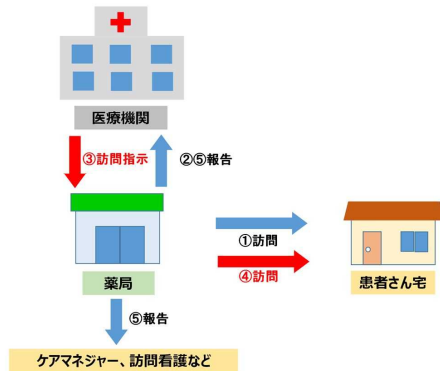 医療機関
③訪問指示
②⑤報告
①訪問
④訪問
薬局
患者さん宅
⑤報告
ケアマネジャー、訪問看護など